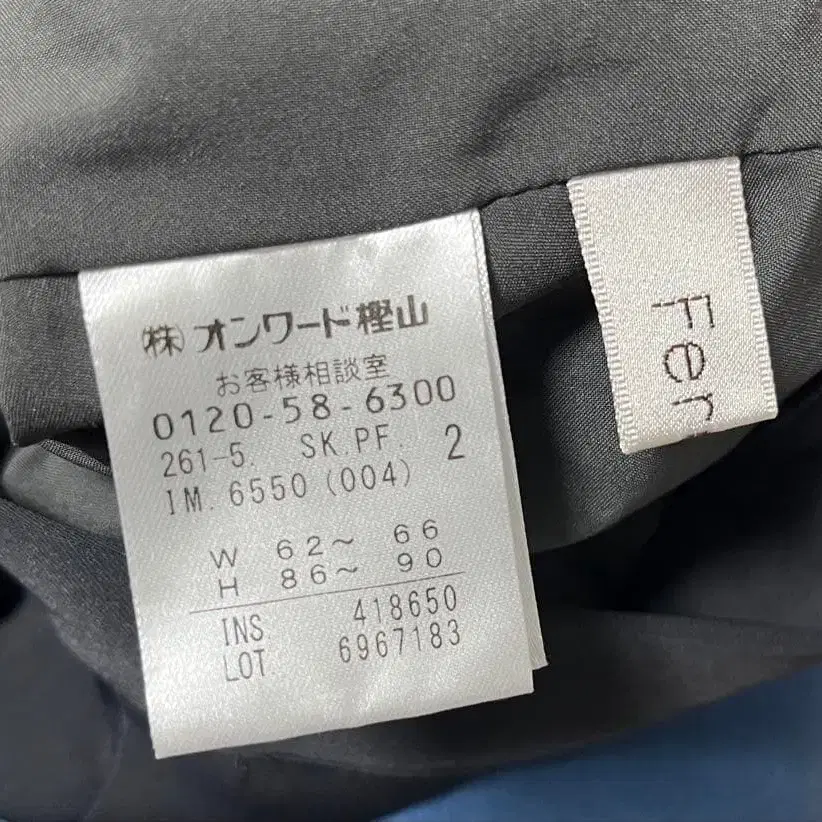 ㈱オンワード樫山
お客様相談室
0120-58-6300
261-5. SK.PF. 2
IM.6550(004)
W 62～ 66
H 86～ 90
INS 418650
LOT 6967183
Fer